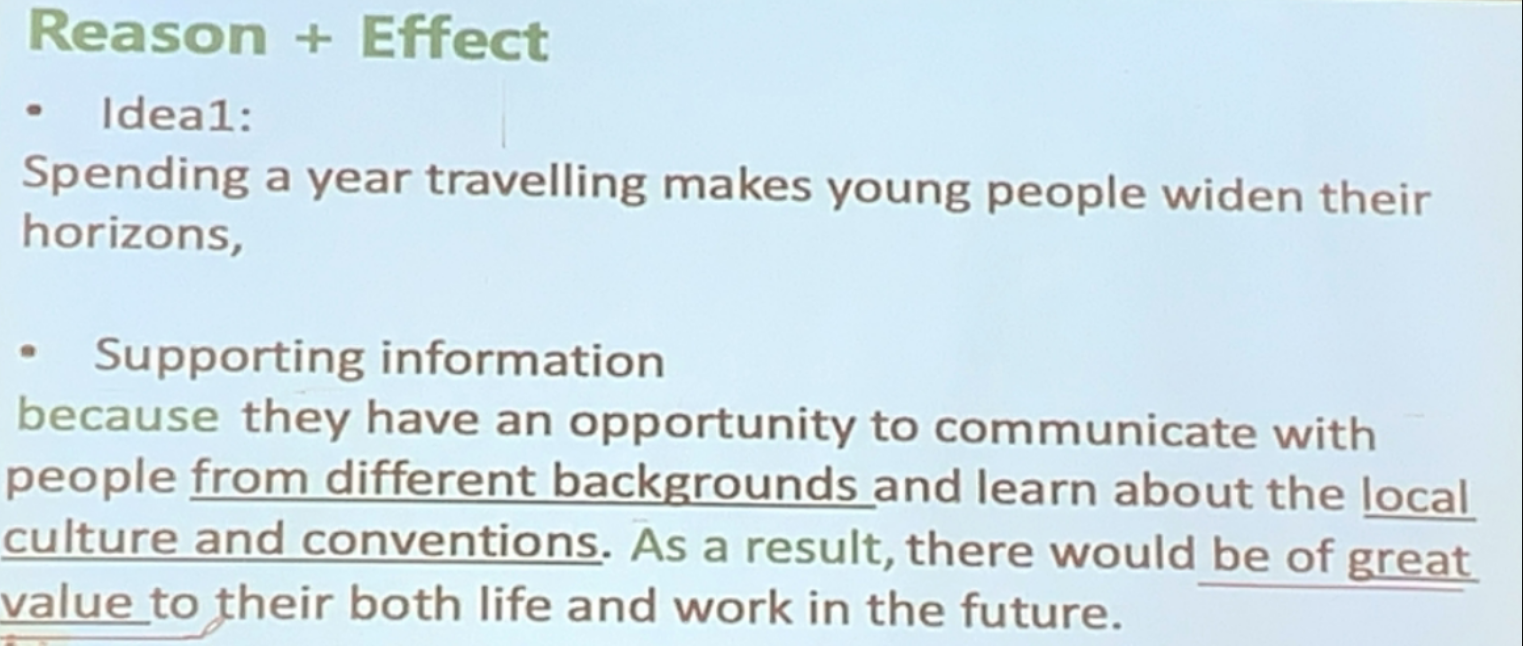 Reason + Effect
• Idea1:
Spending a year travelling makes young people widen their
horizons,
• Supporting information
because they have an opportunity to communicate with
people from different backgrounds and learn about the local
culture and conventions. As a result, there would be of great
value to their both life and work in the future.